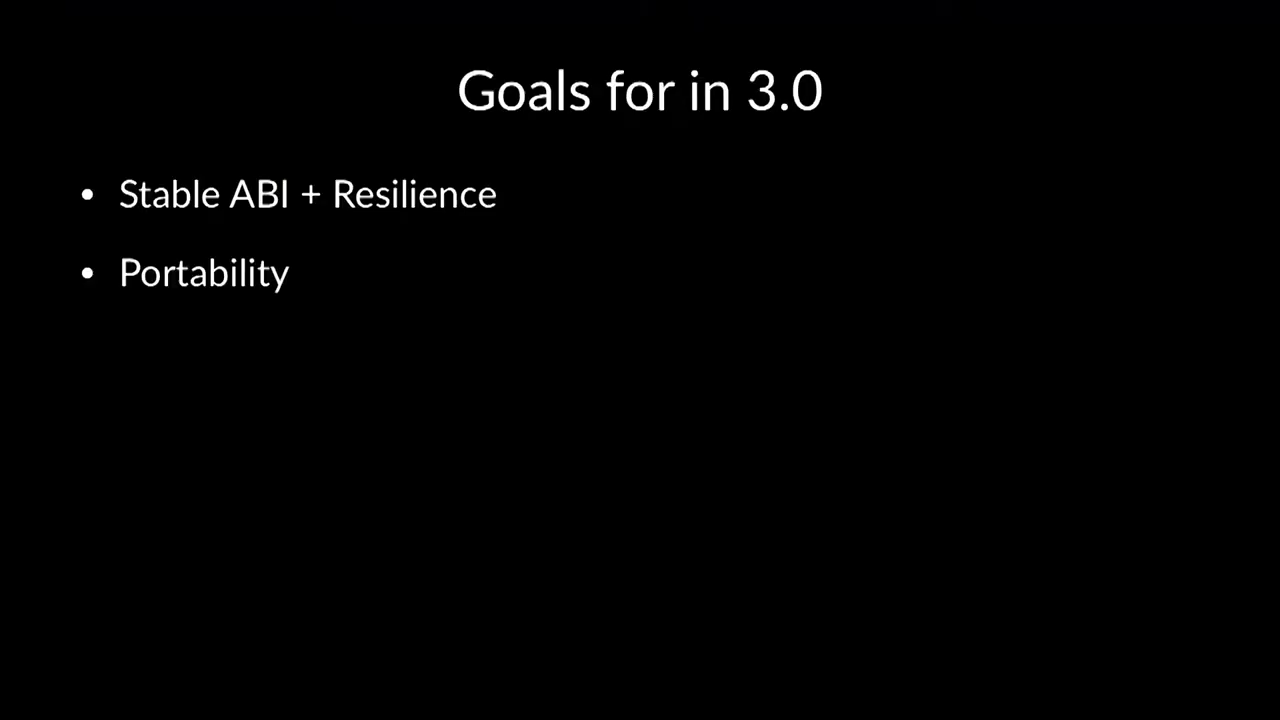 Goals for in 3.0
• Stable ABI + Resilience
• Portability